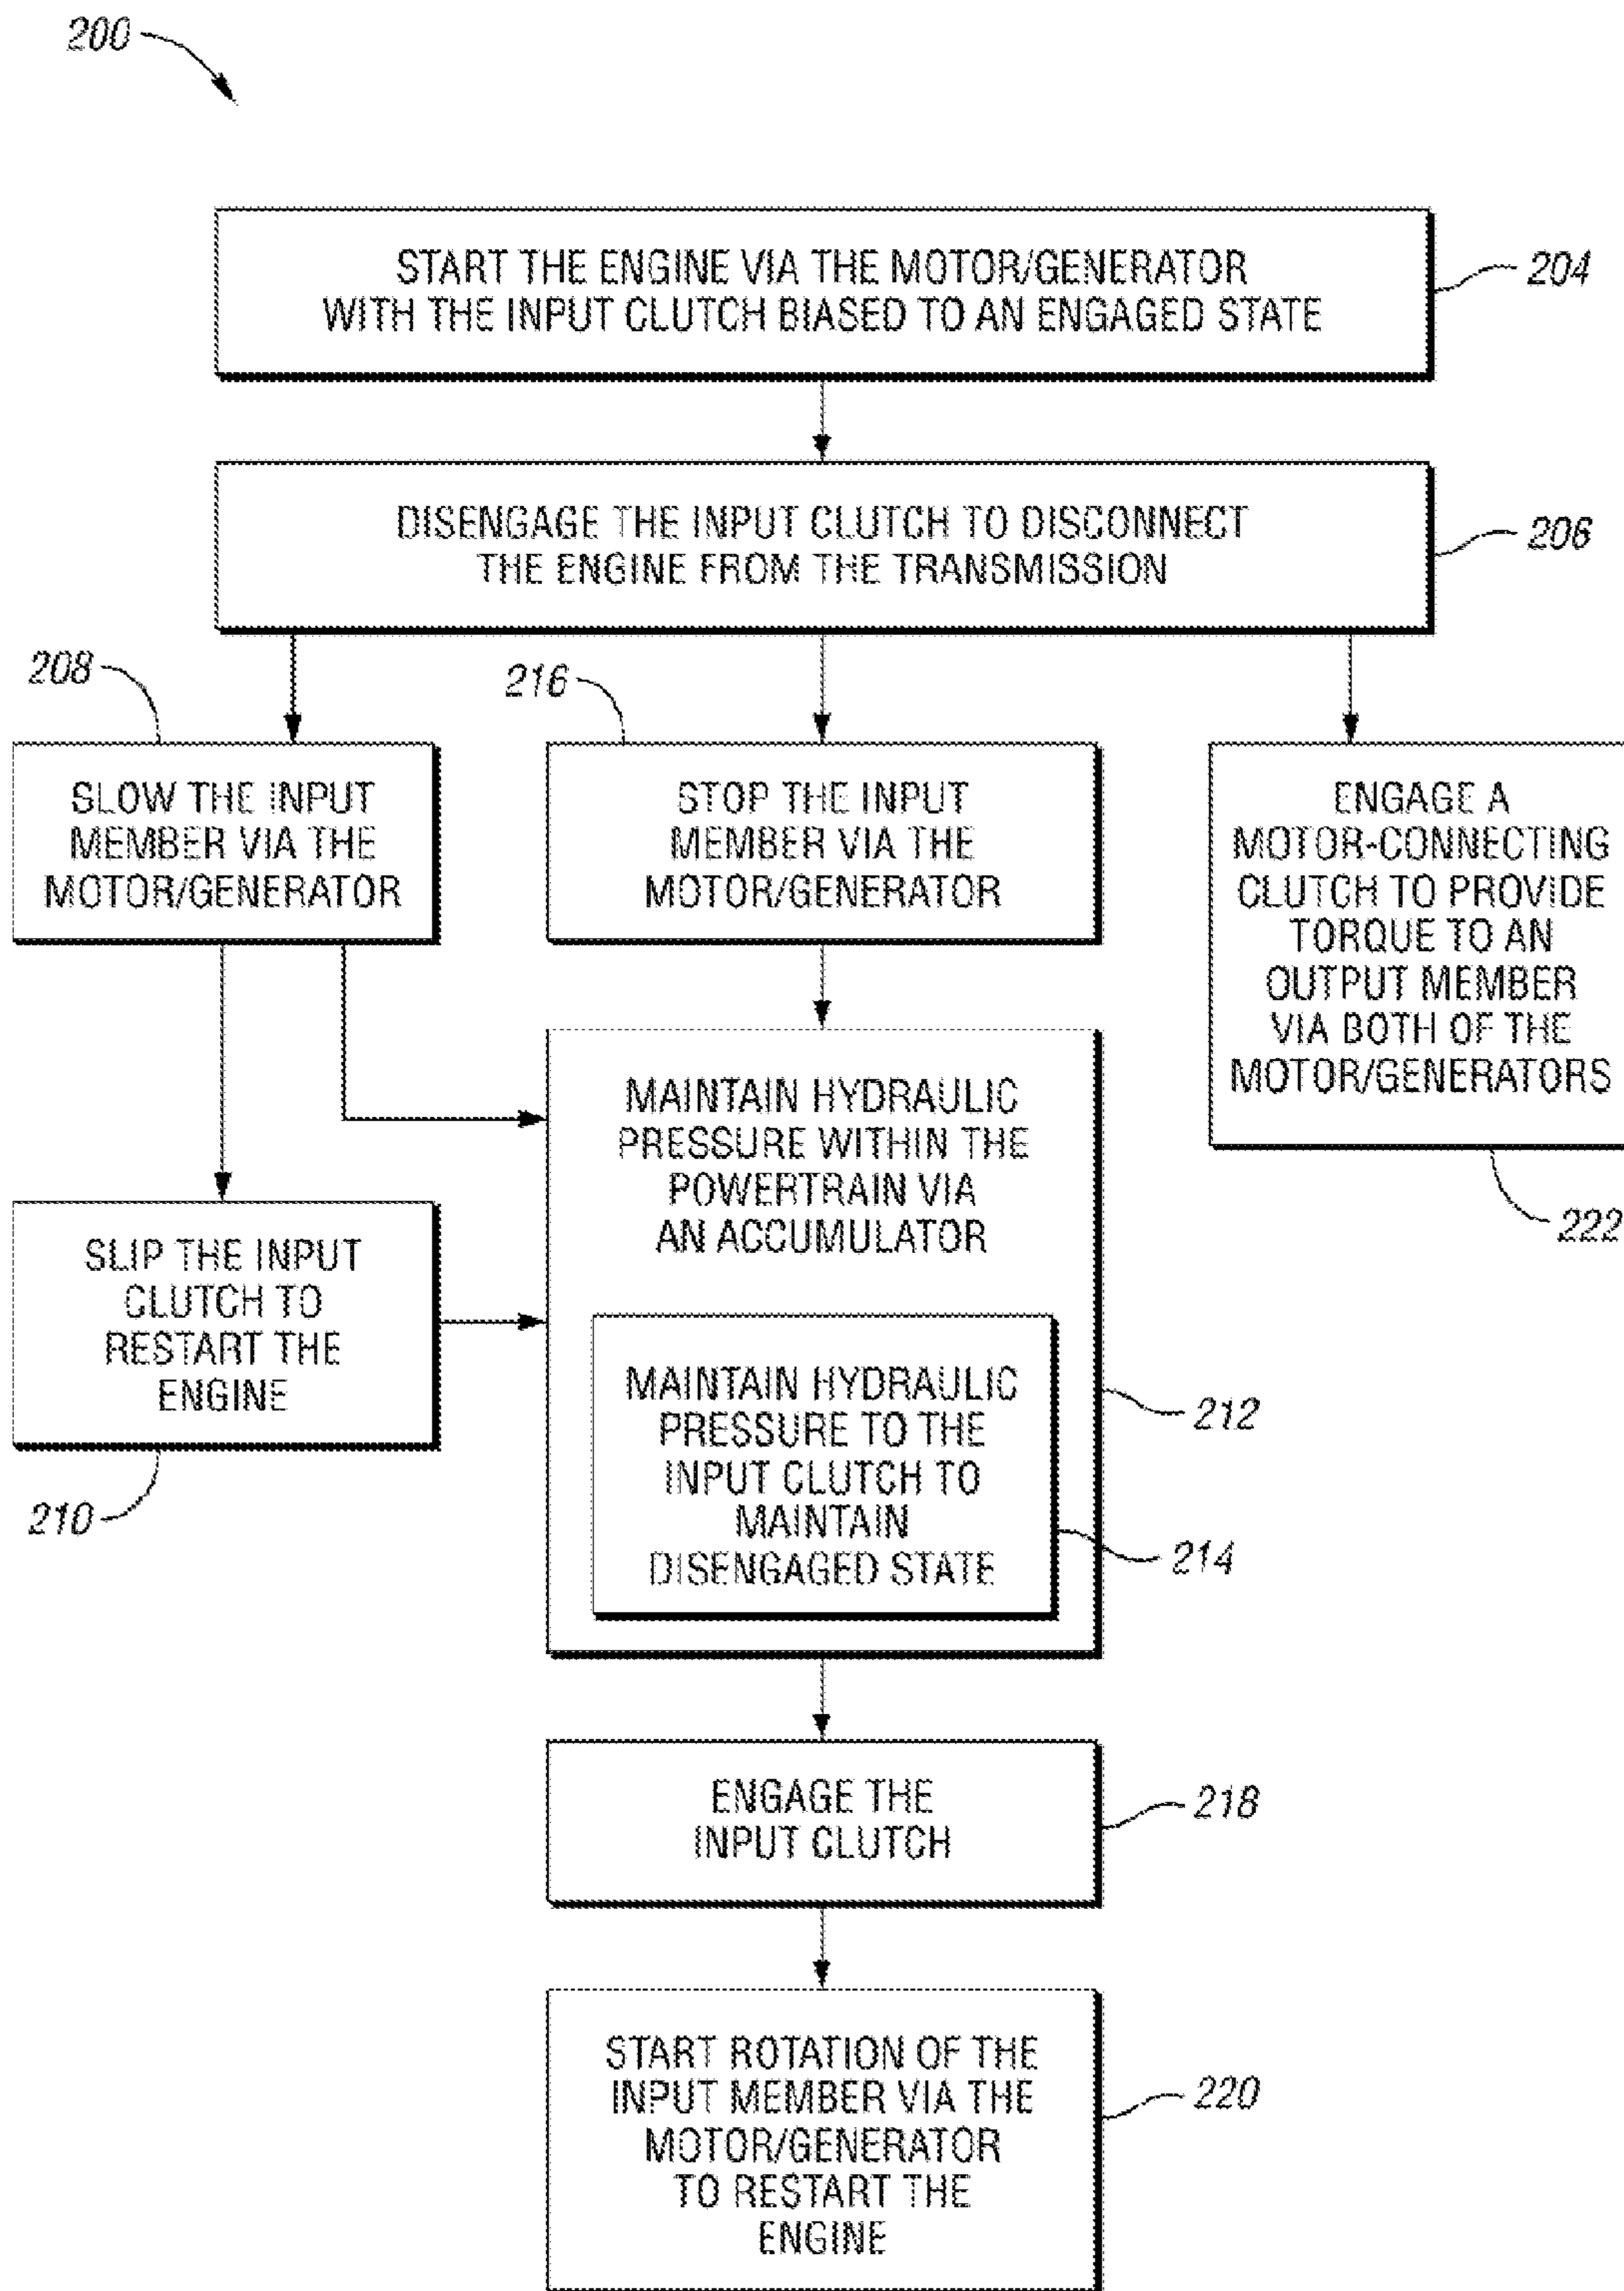 200
START THE ENGINE VIA THE MOTOR/GENERATOR
WITH THE INPUT CLUTCH BIASED TO AN ENGAGED STATE
204
DISENGAGE THE INPUT CLUTCH TO DISCONNECT
THE ENGINE FROM THE TRANSMISSION
206
208
SLOW THE INPUT
MEMBER VIA THE
MOTOR/GENERATOR
216
STOP THE INPUT
MEMBER VIA THE
MOTOR/GENERATOR
ENGAGE A
MOTOR-CONNECTING
CLUTCH TO PROVIDE
TORQUE TO AN
OUTPUT MEMBER
VIA BOTH OF THE
MOTOR/GENERATORS
222
SLIP THE INPUT
CLUTCH TO
RESTART THE
ENGINE
210
MAINTAIN HYDRAULIC
PRESSURE WITHIN THE
POWERTRAIN VIA
AN ACCUMULATOR
212
MAINTAIN HYDRAULIC
PRESSURE TO THE
INPUT CLUTCH TO
MAINTAIN
DISENGAGED STATE
214
ENGAGE THE
INPUT CLUTCH
218
START ROTATION OF THE
INPUT MEMBER VIA THE
MOTOR/GENERATOR
TO RESTART THE
ENGINE
220